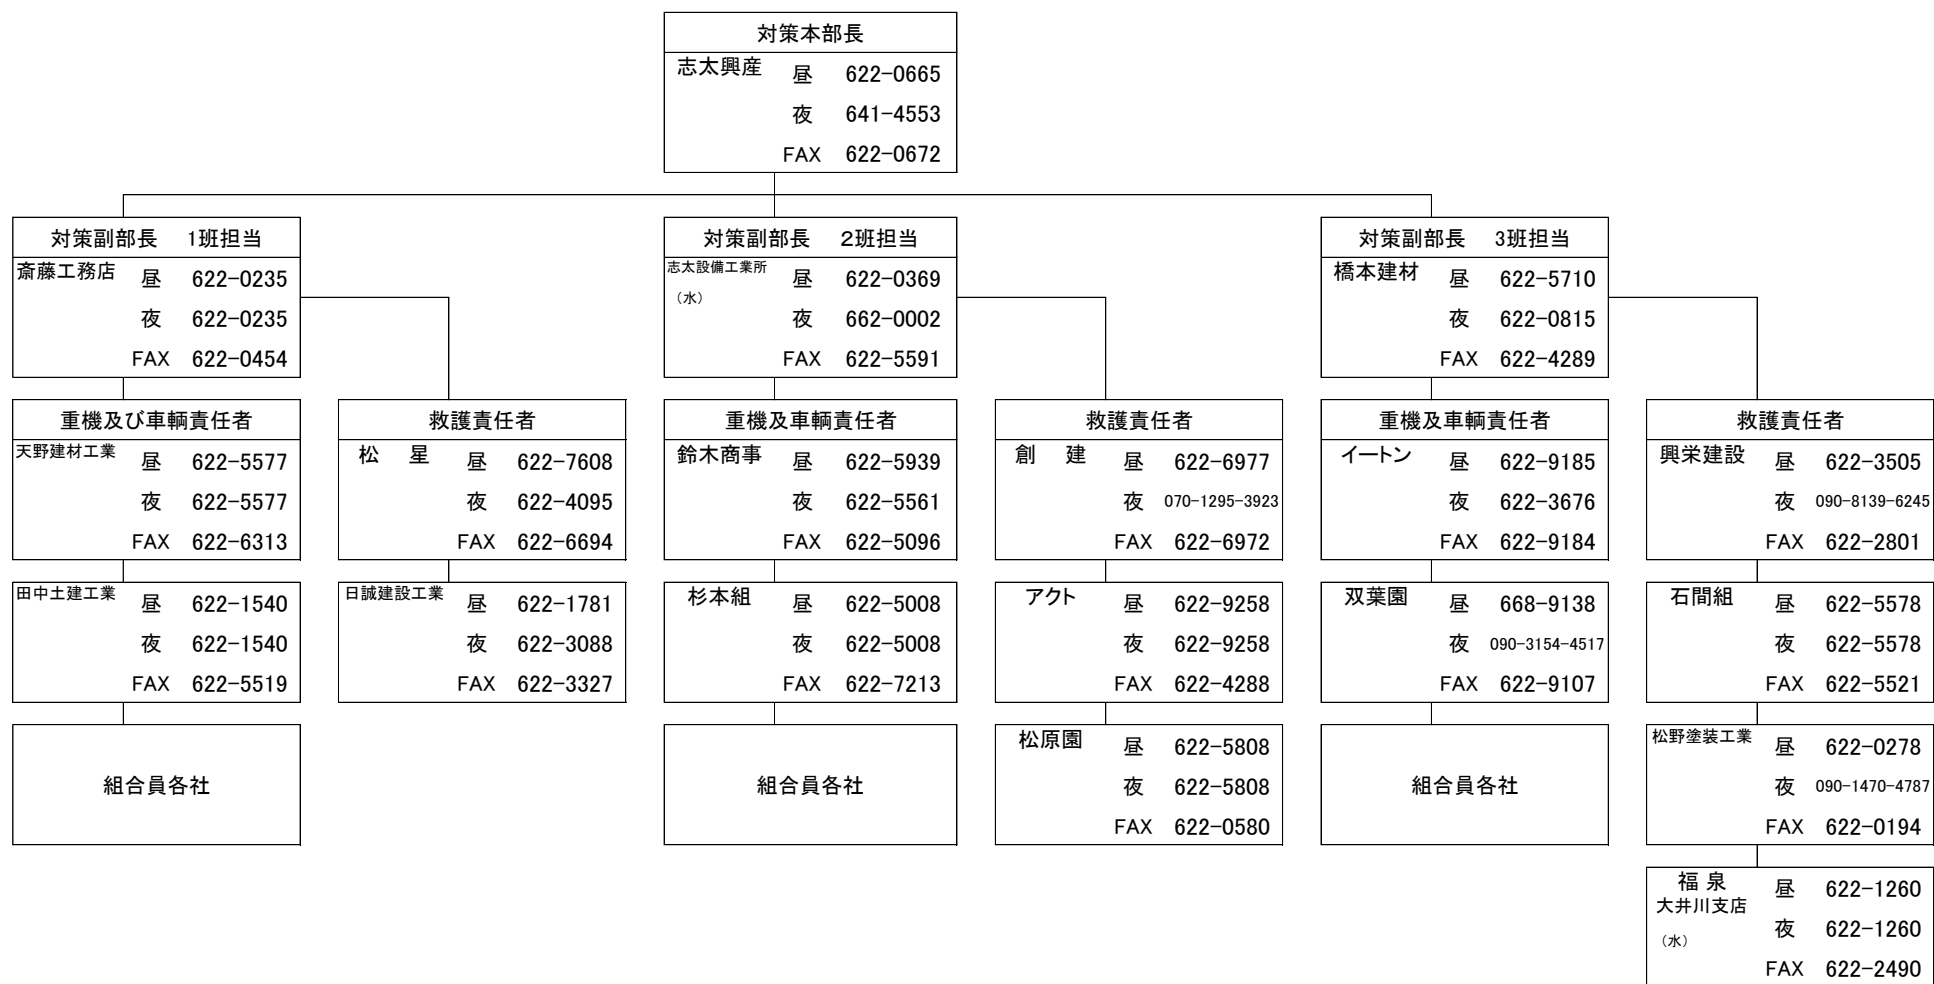 対策本部長
志太興産 昼 622-0665
夜 641-4553
FAX 622-0672
対策副部長 1班担当
斎藤工務店 昼 622-0235
夜 622-0235
FAX 622-0454
重機及び車輌責任者
天野建材工業 昼 622-5577
夜 622-5577
FAX 622-6313
田中土建工業 昼 622-1540
夜 622-1540
FAX 622-5519
組合員各社
救護責任者
松 星 昼 622-7608
夜 622-4095
FAX 622-6694
日誠建設工業 昼 622-1781
夜 622-3088
FAX 622-3327
対策副部長 2班担当
志太設備工業所 昼 622-0369
（水）
夜 662-0002
FAX 622-5591
重機及車輌責任者
鈴木商事 昼 622-5939
夜 622-5561
FAX 622-5096
杉本組 昼 622-5008
夜 622-5008
FAX 622-7213
組合員各社
救護責任者
創 建 昼 622-6977
夜 070-1295-3923
FAX 622-6972
アクト 昼 622-9258
夜 622-9258
FAX 622-4288
松原園 昼 622-5808
夜 622-5808
FAX 622-0580
対策副部長 3班担当
橋本建材 昼 622-5710
夜 622-0815
FAX 622-4289
重機及車輌責任者
イートン 昼 622-9185
夜 622-3676
FAX 622-9184
双葉園 昼 668-9138
夜 090-3154-4517
FAX 622-9107
組合員各社
救護責任者
興栄建設 昼 622-3505
夜 090-8139-6245
FAX 622-2801
石間組 昼 622-5578
夜 622-5578
FAX 622-5521
松野塗装工業 昼 622-0278
夜 090-1470-4787
FAX 622-0194
福 泉 昼 622-1260
大井川支店
夜 622-1260
（水）
FAX 622-2490